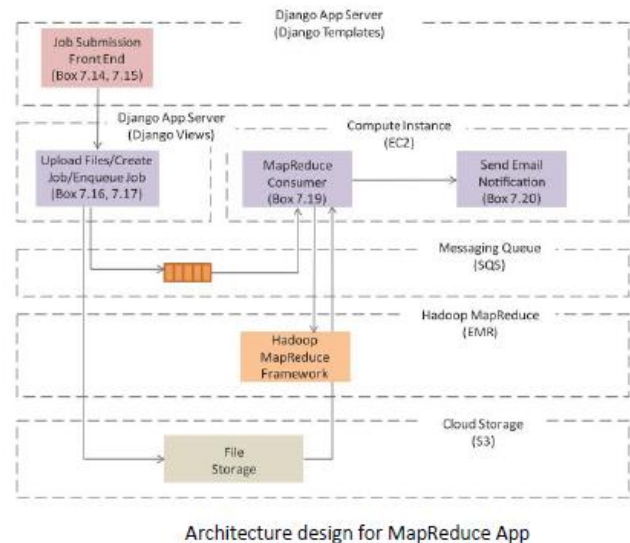 Django App Server
(Django Templates)
Job Submission
Front End
(Box 7.14, 7.15)
Django App Server
(Django Views)
Compute Instance
(EC2)
Upload Files/Create
Job/Enqueue Job
(Box 7.16, 7.17)
MapReduce
Consumer
(Box 7.19)
Send Email
Notification
(Box 7.20)
Messaging Queue
(SQS)
Hadoop MapReduce
(EMR)
Hadoop
MapReduce
Framework
Cloud Storage
(S3)
File
Storage
Architecture design for MapReduce App